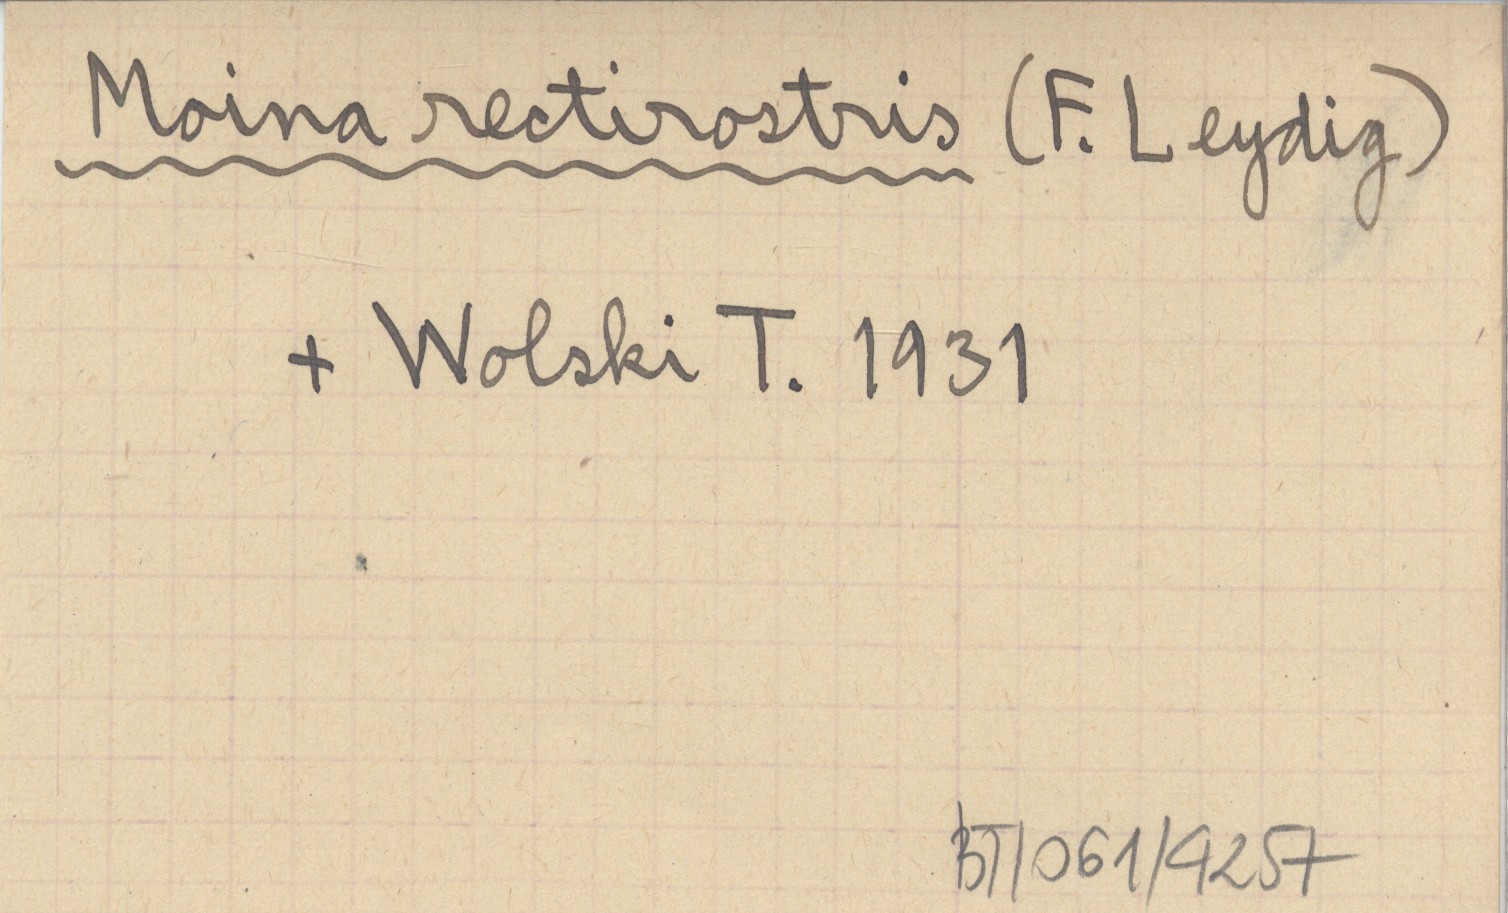 Moina rectirostris (F. Leydig)
+ Wolski T. 1931
BT/061/4257